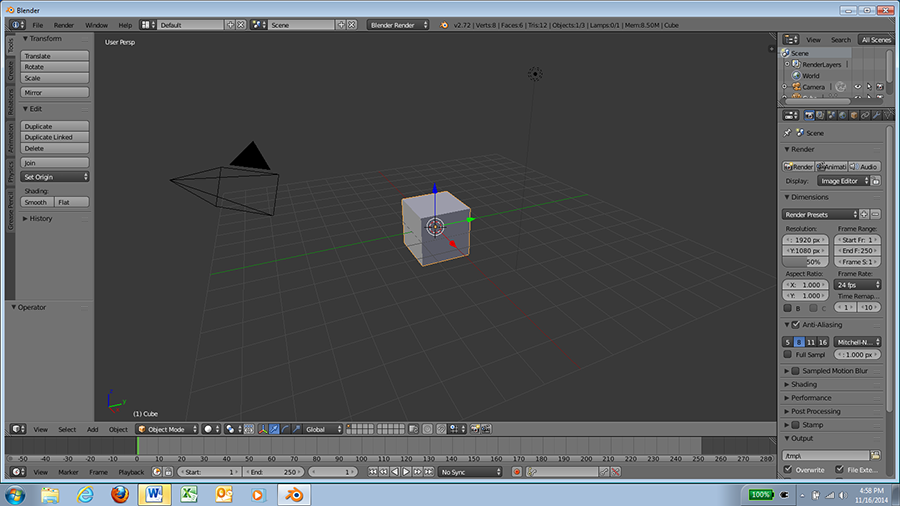 Blender
File Render Window Help Default Scene Blender Render v2.72 | Verts:8 | Faces:6 | Tris:12 | Objects:1/3 | Lamps:0/1 | Mem:8.50M | Cube
View Search All Scenes
Tools
Create
Relations
Animation
Physics
Grease Pencil
Transform
Translate
Rotate
Scale
Mirror
Edit
Duplicate
Duplicate Linked
Delete
Join
Set Origin
Shading:
Smooth Flat
History
Operator
User Persp
(1) Cube
Scene
RenderLayers
World
Camera
Scene
Render
Render Animati Audio
Display: Image Editor
Dimensions
Render Presets
Resolution: Frame Range:
: 1920 px Start Fr: 1
Y:1080 px End F: 250
50% Frame S: 1
Aspect Ratio: Frame Rate:
X: 1.000 24 fps
Y: 1.000 Time Remap...
B C 1 10
Anti-Aliasing
5 8 11 16 Mitchell-N...
Full Sampl : 1.000 px
Sampled Motion Blur
Shading
Performance
Post Processing
Stamp
Output
/tmp\
Overwrite File Exte...
View Select Add Object Object Mode Global
-50 -40 -30 -20 -10 0 10 20 30 40 50 60 70 80 90 100 110 120 130 140 150 160 170 180 190 200 210 220 230 240 250 260 270 280
View Marker Frame Playback Start: 1 End: 250 1 No Sync
100%
4:58 PM
11/16/2014